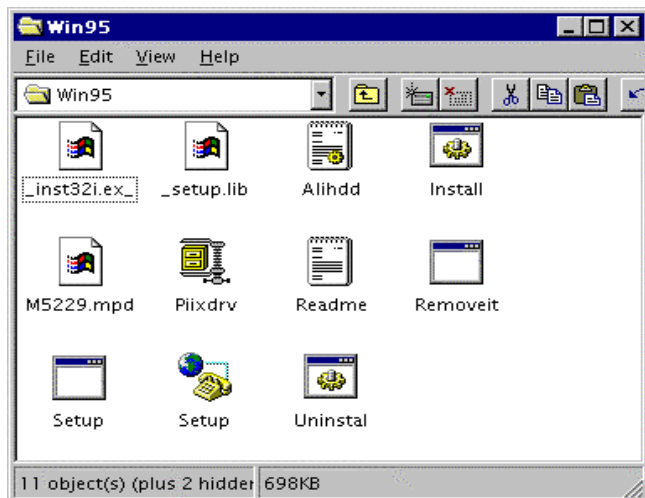 Win95
File Edit View Help
Win95
_inst32i.ex_ _setup.lib Alihdd Install
M5229.mpd Piixdrv Readme Removeit
Setup Setup Uninstal
11 object(s) (plus 2 hidder 698KB